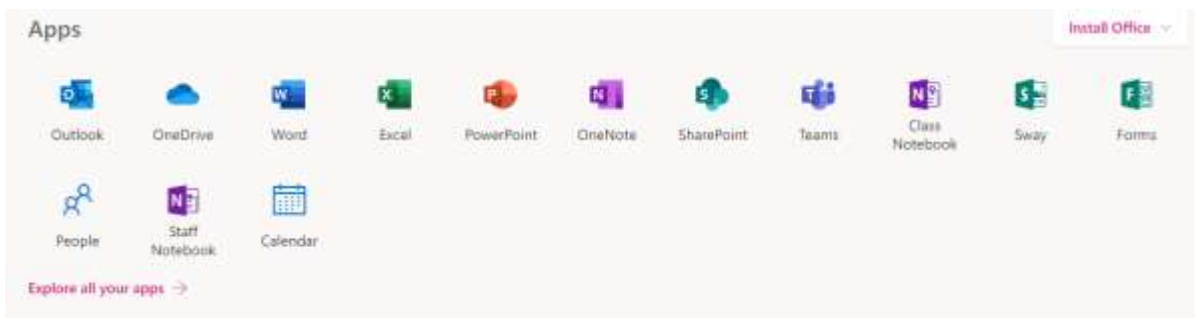 Apps
Install Office
Outlook
OneDrive
Word
Excel
PowerPoint
OneNote
SharePoint
Teams
Class
Notebook
Sway
Forms
People
Staff
Notebook
Calendar
Explore all your apps →